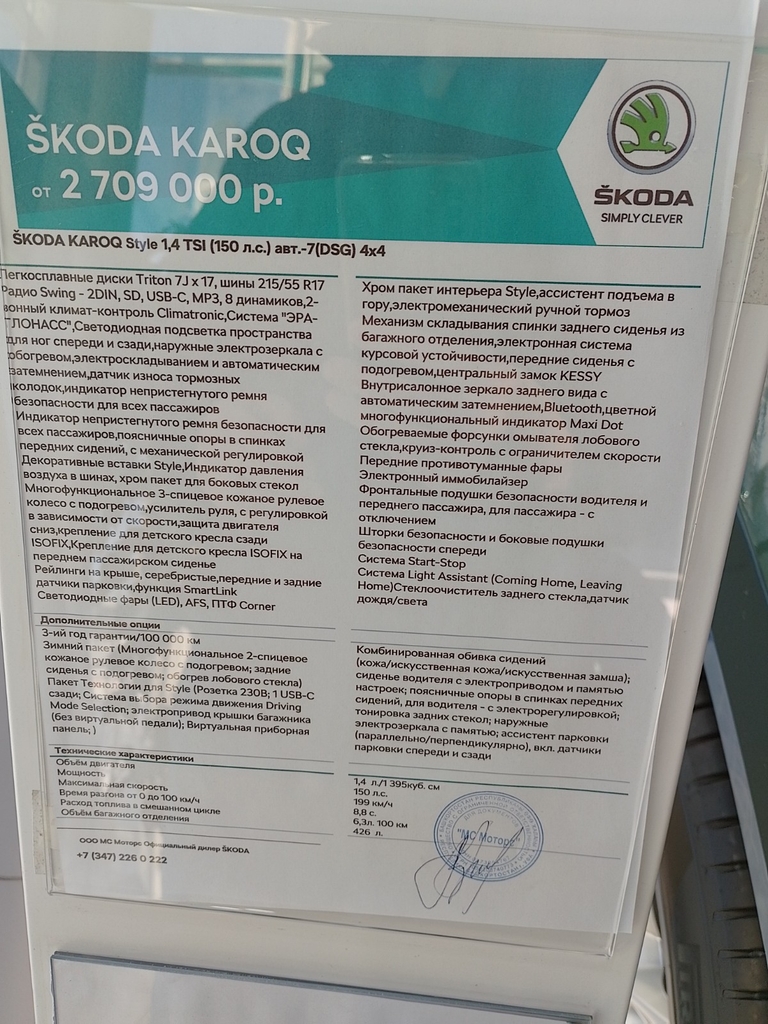 ŠKODA KAROQ
от 2 709 000 р.
ŠKODA
SIMPLY CLEVER
ŠKODA KAROQ Style 1,4 TSI (150 л.с.) авт.-7(DSG) 4x4
Легкосплавные диски Triton 7J x 17, шины 215/55 R17
Радио Swing - 2DIN, SD, USB-C, MP3, 8 динамиков,2-
зонный климат-контроль Climatronic,Система "ЭРА-
ГЛОНАСС",Светодиодная подсветка пространства
для ног спереди и сзади,наружные электрозеркала с
обогревом,электроскладыванием и автоматическим
затемнением,датчик износа тормозных
колодок,индикатор непристегнутого ремня
безопасности для всех пассажиров
Индикатор непристегнутого ремня безопасности для
всех пассажиров,поясничные опоры в спинках
передних сидений, с механической регулировкой
Декоративные вставки Style,Индикатор давления
воздуха в шинах, хром пакет для боковых стекол
Многофункциональное 3-спицевое кожаное рулевое
колесо с подогревом,усилитель руля, с регулировкой
в зависимости от скорости,защита двигателя
снизу,крепление для детского кресла сзади
ISOFIX,Крепление для детского кресла ISOFIX на
переднем пассажирском сиденье
Рейлинги на крыше, серебристые,передние и задние
датчики парковки,функция SmartLink
Светодиодные фары (LED), AFS, ПТФ Corner
Хром пакет интерьера Style,ассистент подъема в
гору,электромеханический ручной тормоз
Механизм складывания спинки заднего сиденья из
багажного отделения,электронная система
курсовой устойчивости,передние сиденья с
подогревом,центральный замок KESSY
Внутрисалонное зеркало заднего вида с
автоматическим затемнением,Bluetooth,цветной
многофункциональный индикатор Maxi Dot
Обогреваемые форсунки омывателя лобового
стекла,круиз-контроль с ограничителем скорости
Передние противотуманные фары
Электронный иммобилайзер
Фронтальные подушки безопасности водителя и
переднего пассажира, для пассажира - с
отключением
Шторки безопасности и боковые подушки
безопасности спереди
Система Start-Stop
Система Light Assistant (Coming Home, Leaving
Home)Стеклоочиститель заднего стекла,датчик
дождя/света
Дополнительные опции
3-ий год гарантии/100 000 км
Зимний пакет (Многофункциональное 2-спицевое
кожаное рулевое колесо с подогревом; задние
сиденья с подогревом; обогрев лобового стекла)
Пакет Технологии для Style (Розетка 230В; 1 USB-C
сзади; Система выбора режима движения Driving
Mode Selection; электропривод крышки багажника
(без виртуальной педали); Виртуальная приборная
панель; )
Комбинированная обивка сидений
(кожа/искусственная кожа/искусственная замша);
сиденье водителя с электроприводом и памятью
настроек; поясничные опоры в спинках передних
сидений, для водителя - с электрорегулировкой;
тонировка задних стекол; наружные
электрозеркала с памятью; ассистент парковки
(параллельно/перпендикулярно), вкл. датчики
парковки спереди и сзади
Технические характеристики
Объём двигателя 1,4 л./1 395куб. см
Мощность 150 л.с.
Максимальная скорость 199 км/ч
Время разгона от 0 до 100 км/ч 8,8 с.
Расход топлива в смешанном цикле 6,3л. 100 км
Объём багажного отделения 426 л.
ООО МС Моторс Официальный дилер ŠKODA
+7 (347) 226 0 222
"МС Моторс"